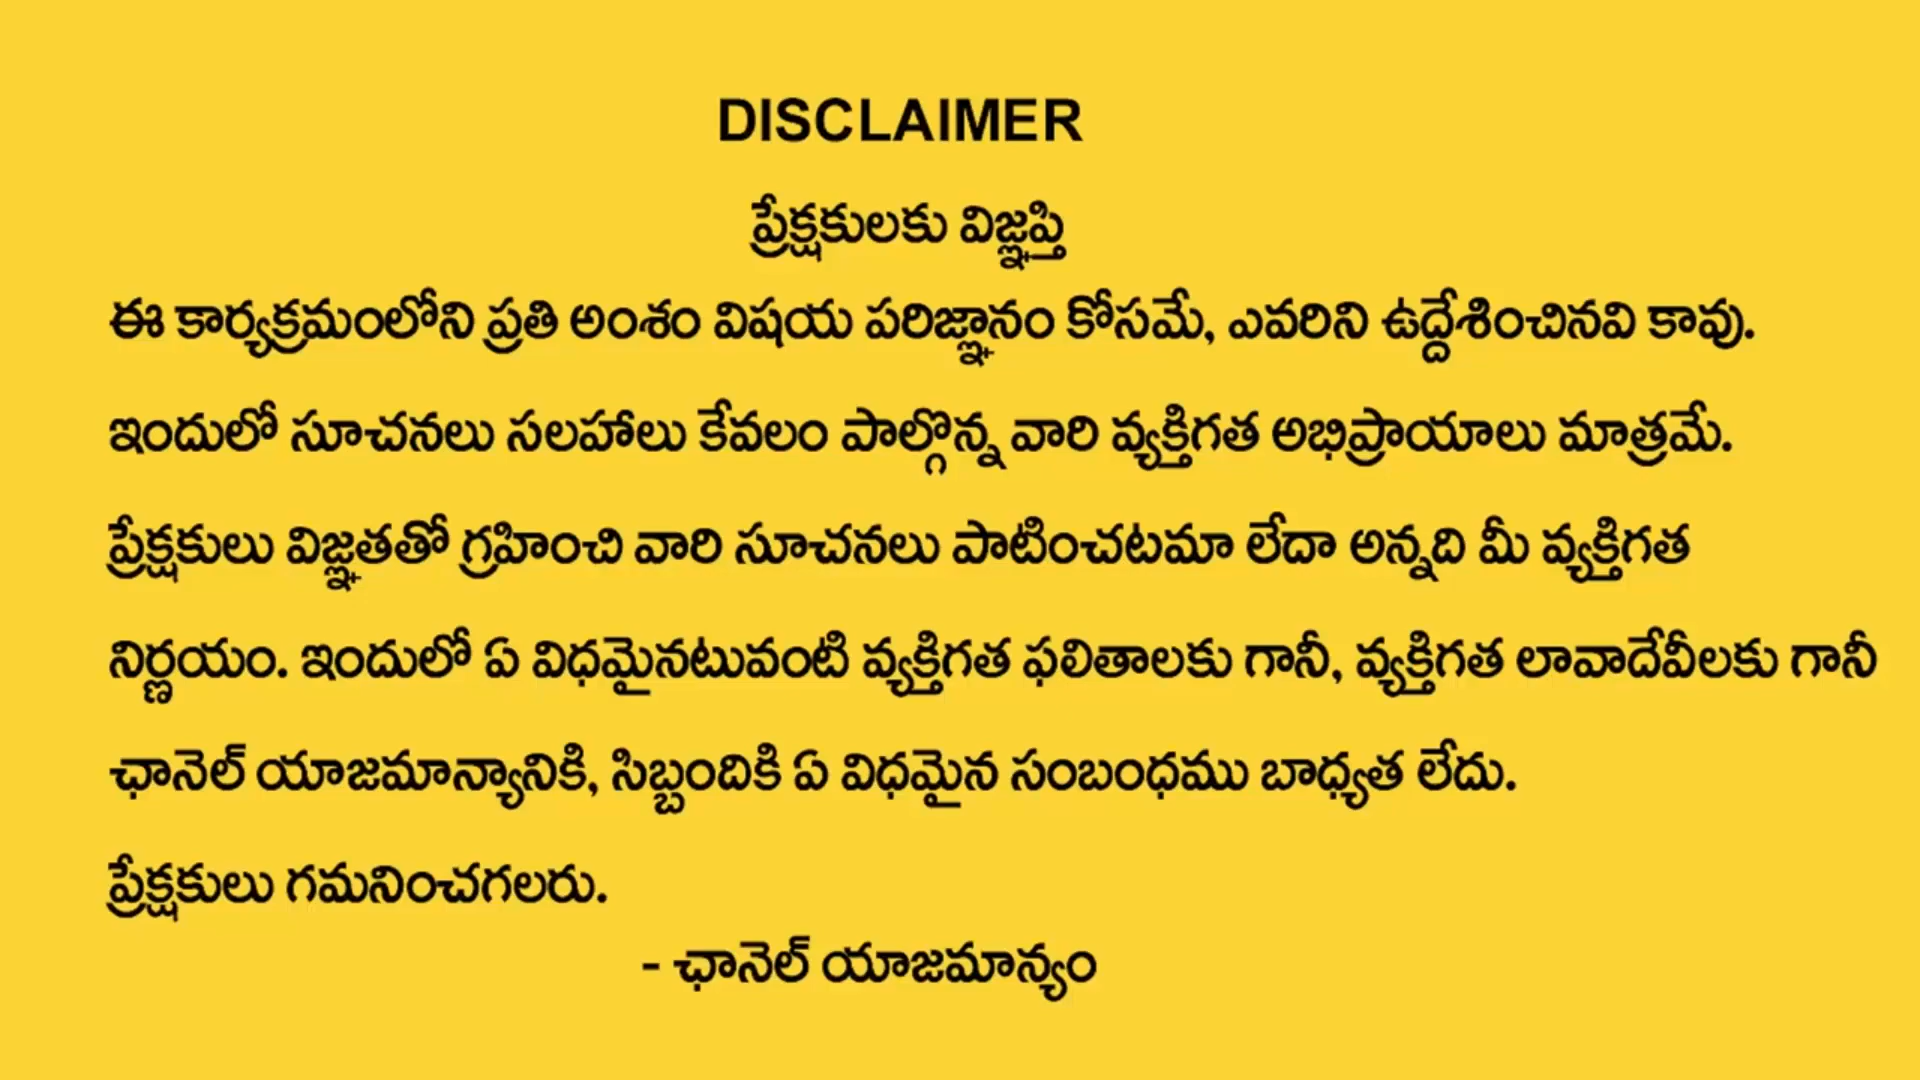 DISCLAIMER
ప్రేక్షకులకు విజ్ఞప్తి
ఈ కార్యక్రమంలోని ప్రతి అంశం విషయ పరిజ్ఞానం కోసమే, ఎవరిని ఉద్దేశించినవి కావు.
ఇందులో సూచనలు సలహాలు కేవలం పాల్గొన్న వారి వ్యక్తిగత అభిప్రాయాలు మాత్రమే.
ప్రేక్షకులు విజ్ఞతతో గ్రహించి వారి సూచనలు పాటించటమా లేదా అన్నది మీ వ్యక్తిగత
నిర్ణయం. ఇందులో ఏ విధమైనటువంటి వ్యక్తిగత ఫలితాలకు గానీ, వ్యక్తిగత లావాదేవీలకు గానీ
ఛానెల్ యాజమాన్యానికి, సిబ్బందికి ఏ విధమైన సంబంధము బాధ్యత లేదు.
ప్రేక్షకులు గమనించగలరు.
- ఛానెల్ యాజమాన్యం